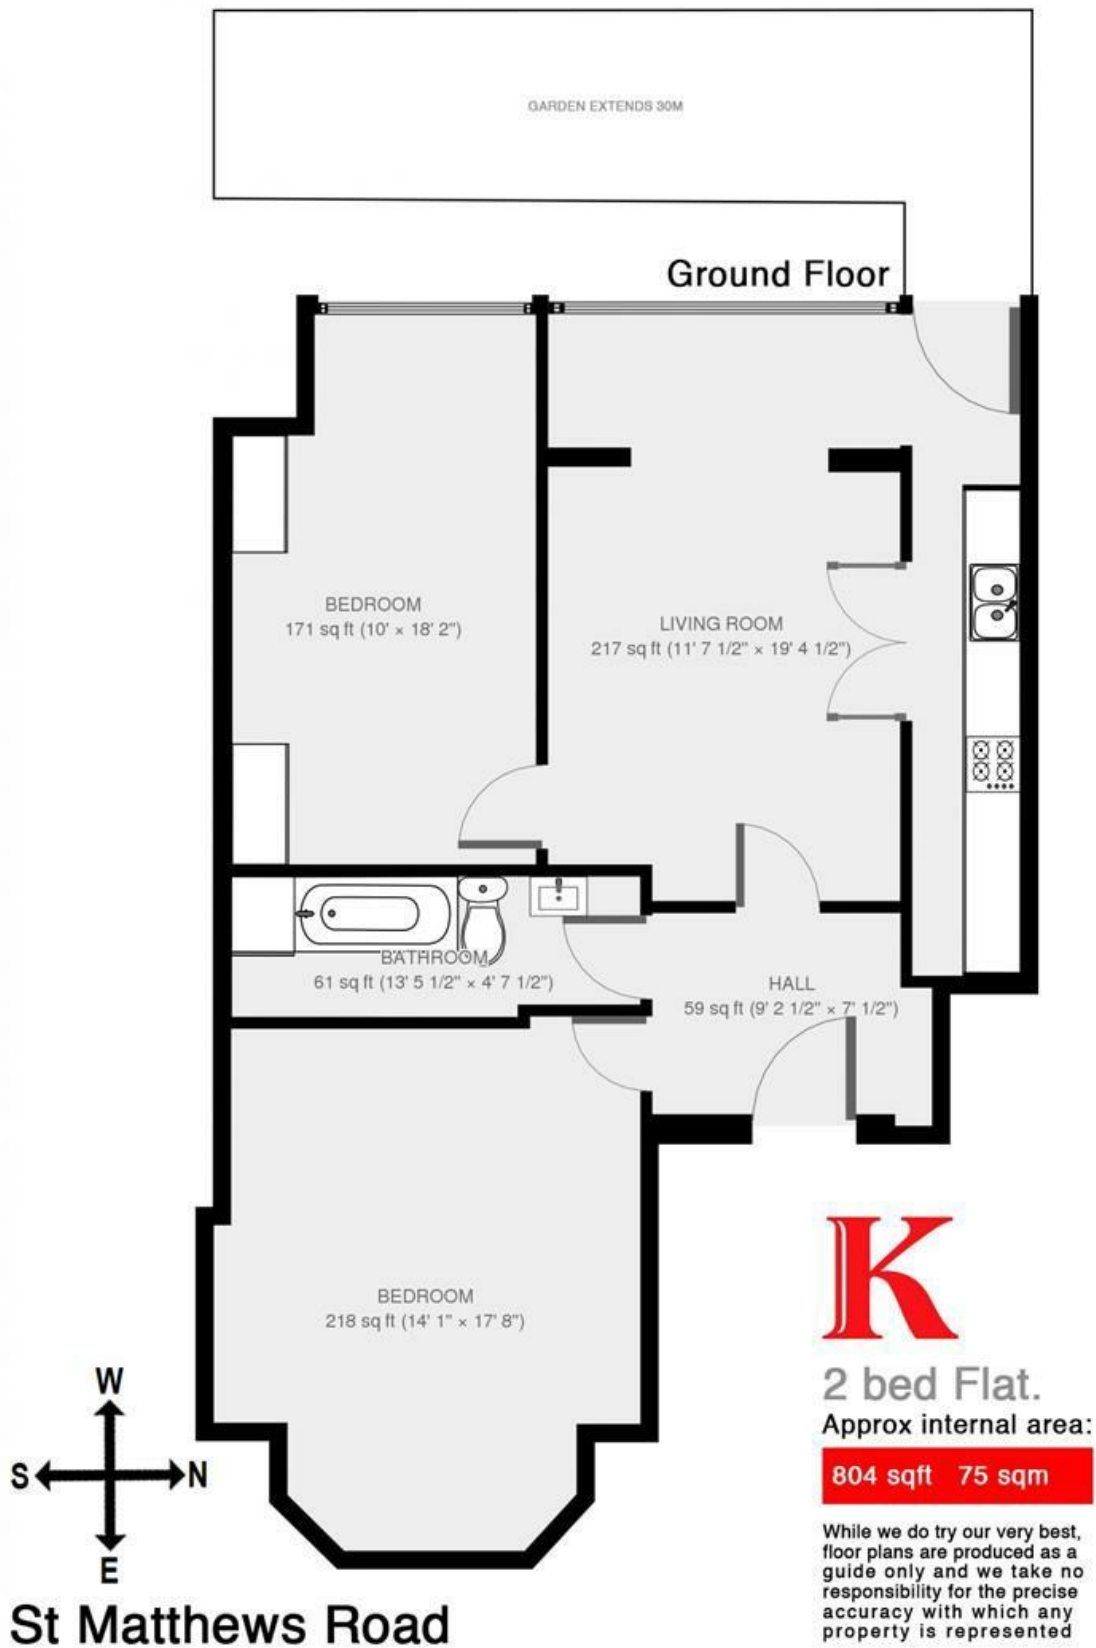 GARDEN EXTENDS 30M
Ground Floor
BEDROOM
171 sq ft (10' × 18' 2")
LIVING ROOM
217 sq ft (11' 7 1/2" × 19' 4 1/2")
BATHROOM
61 sq ft (13' 5 1/2" × 4' 7 1/2")
HALL
59 sq ft (9' 2 1/2" × 7' 1/2")
BEDROOM
218 sq ft (14' 1" × 17' 8")
K
2 bed Flat.
Approx internal area:
804 sqft 75 sqm
While we do try our very best,
floor plans are produced as a
guide only and we take no
responsibility for the precise
accuracy with which any
property is represented
W
S N
E
St Matthews Road